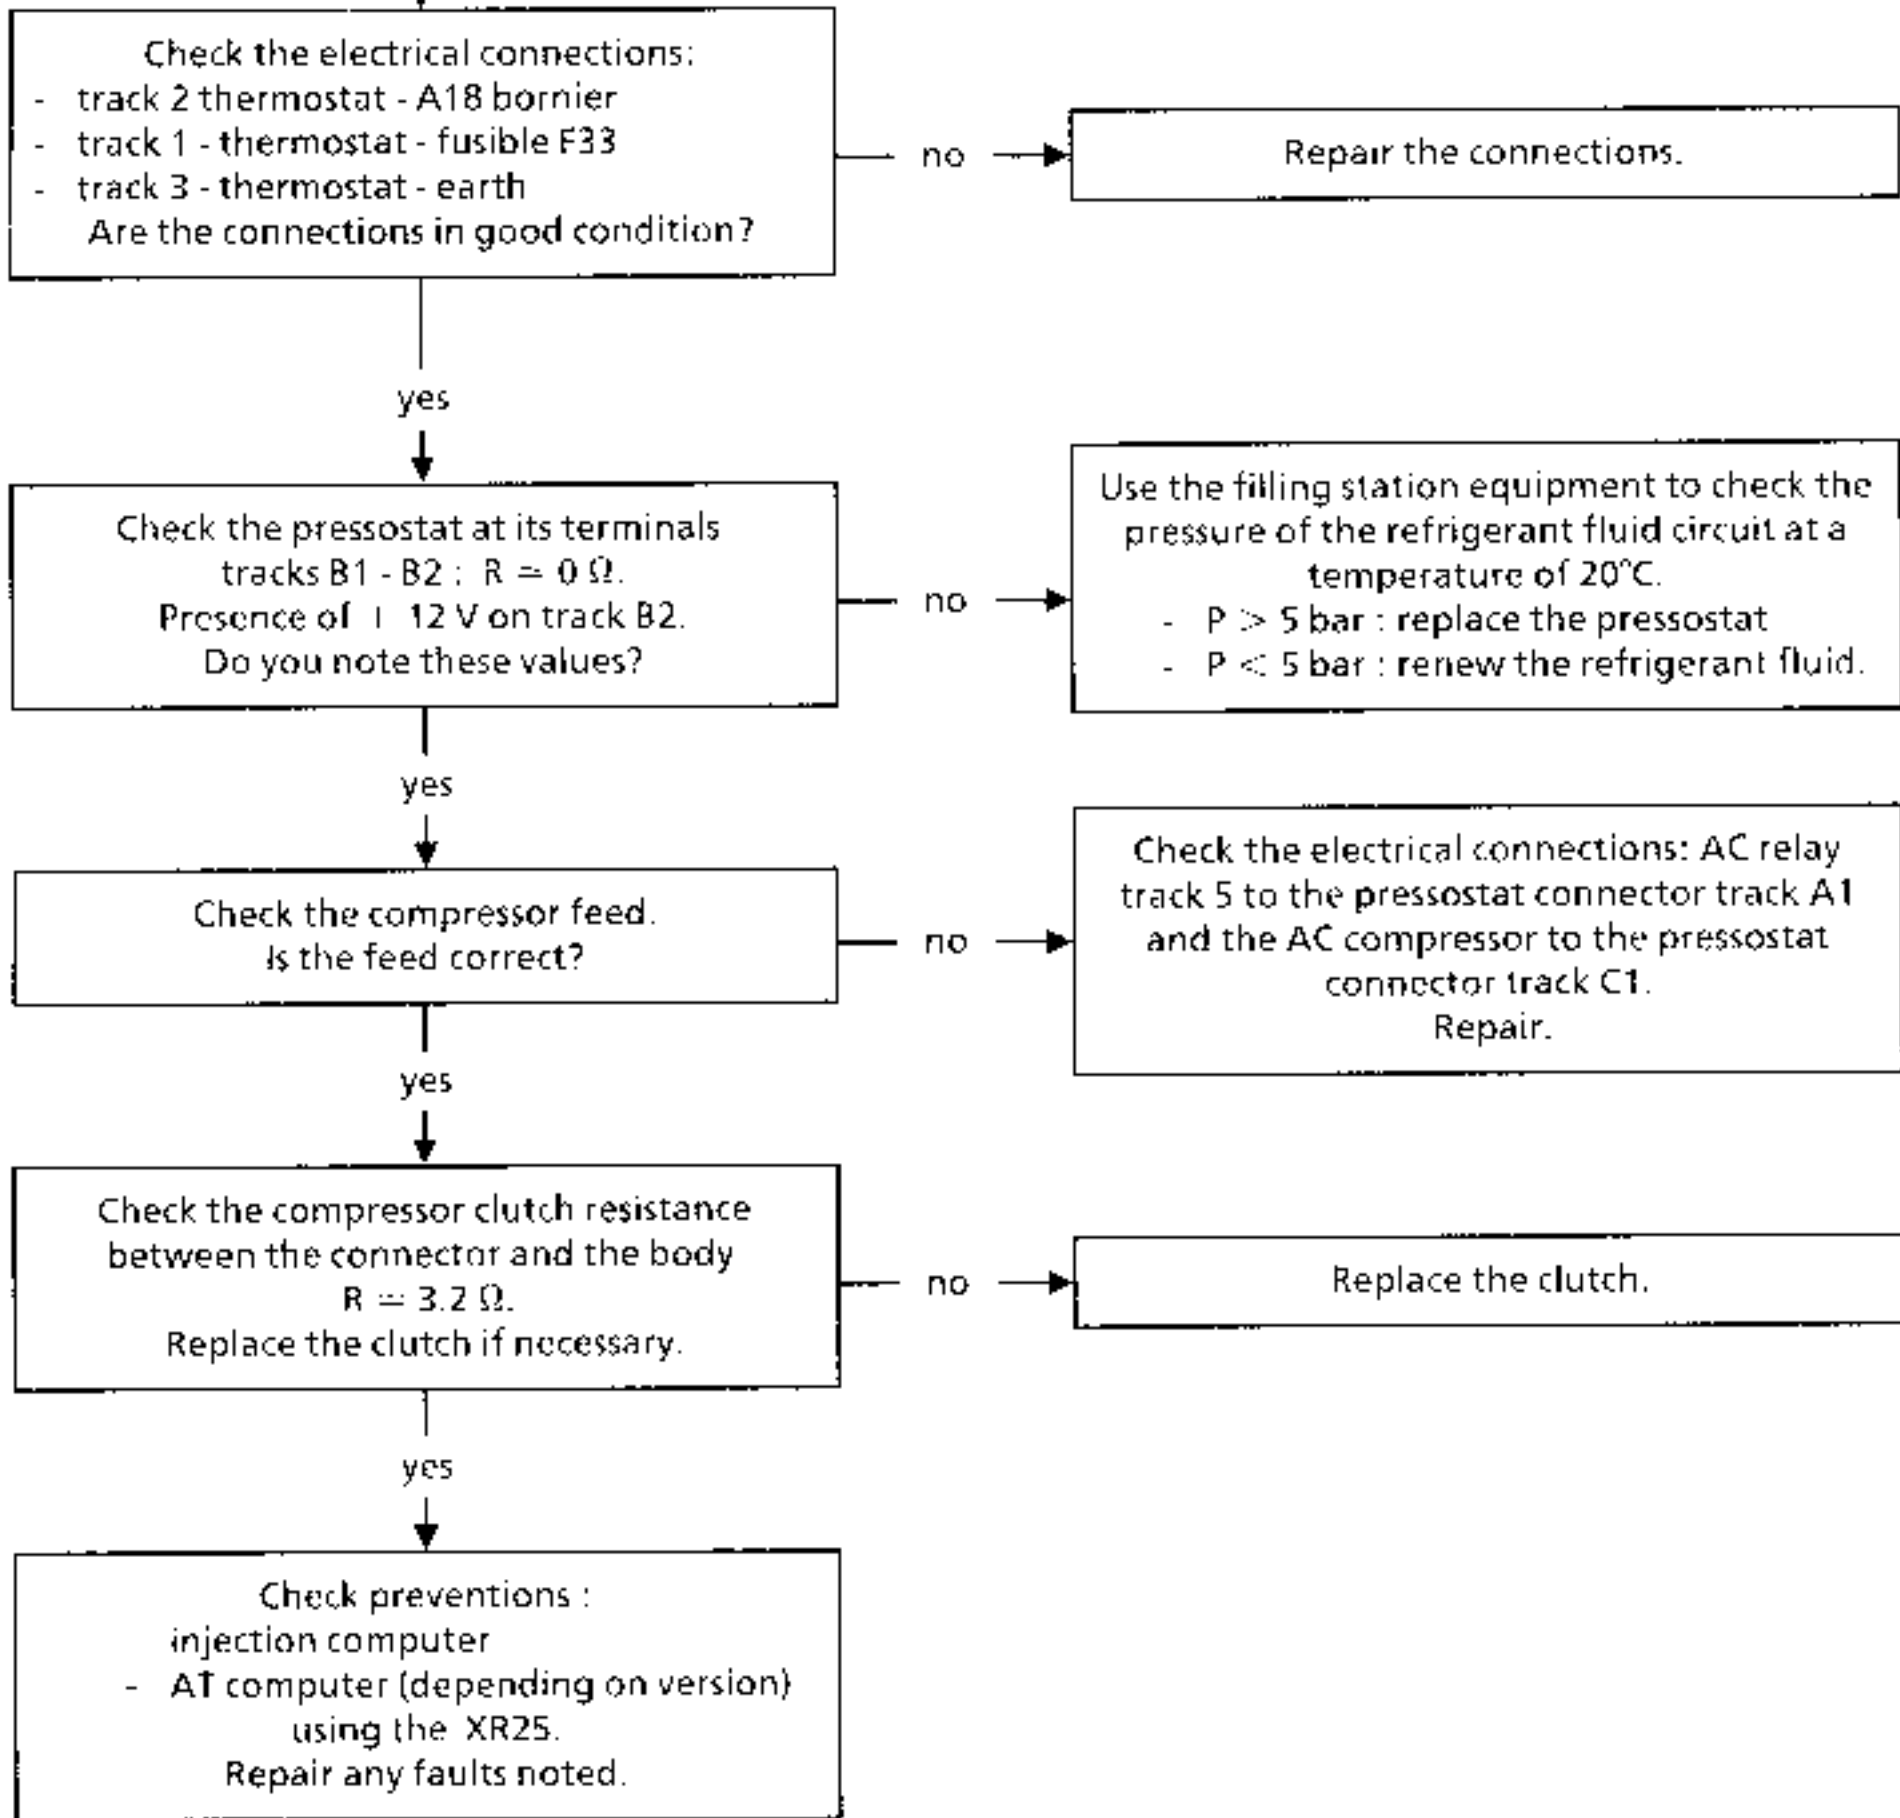 Check the electrical connections:
- track 2 thermostat - A18 bornier
- track 1 - thermostat - fusible F33
- track 3 - thermostat - earth
Are the connections in good condition?
no
Repair the connections.
yes
Check the pressostat at its terminals
tracks B1 - B2 : R = 0 Ω.
Presence of + 12 V on track B2.
Do you note these values?
no
Use the filling station equipment to check the
pressure of the refrigerant fluid circuit at a
temperature of 20°C.
- P > 5 bar : replace the pressostat
- P < 5 bar : renew the refrigerant fluid.
yes
Check the compressor feed.
Is the feed correct?
no
Check the electrical connections: AC relay
track 5 to the pressostat connector track A1
and the AC compressor to the pressostat
connector track C1.
Repair.
yes
Check the compressor clutch resistance
between the connector and the body
R = 3.2 Ω.
Replace the clutch if necessary.
no
Replace the clutch.
yes
Check preventions :
injection computer
- AT computer (depending on version)
using the XR25.
Repair any faults noted.